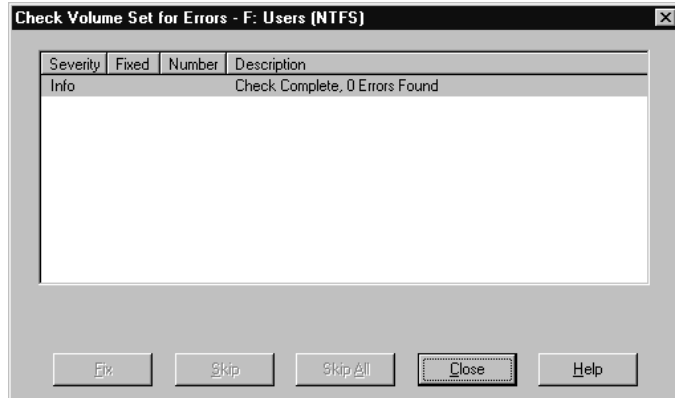 Check Volume Set for Errors - F: Users (NTFS)
Severity Fixed Number Description
Info Check Complete, 0 Errors Found
Fix Skip Skip All Close Help